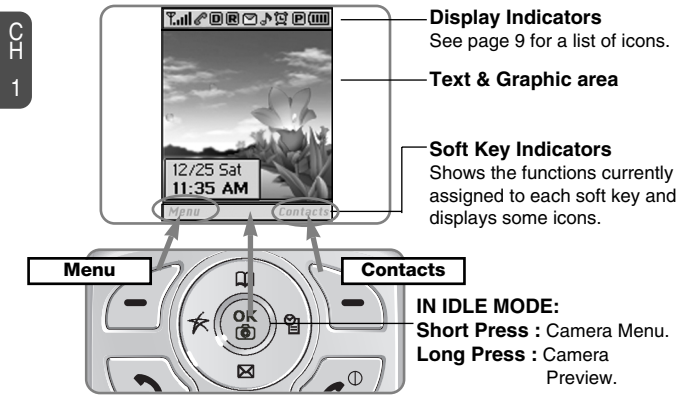 CH
1
D R P
Display Indicators
See page 9 for a list of icons.
Text & Graphic area
Soft Key Indicators
Shows the functions currently
assigned to each soft key and
displays some icons.
12/25 Sat
11:35 AM
Menu Contacts
Menu
Contacts
OK
IN IDLE MODE:
Short Press : Camera Menu.
Long Press : Camera
Preview.